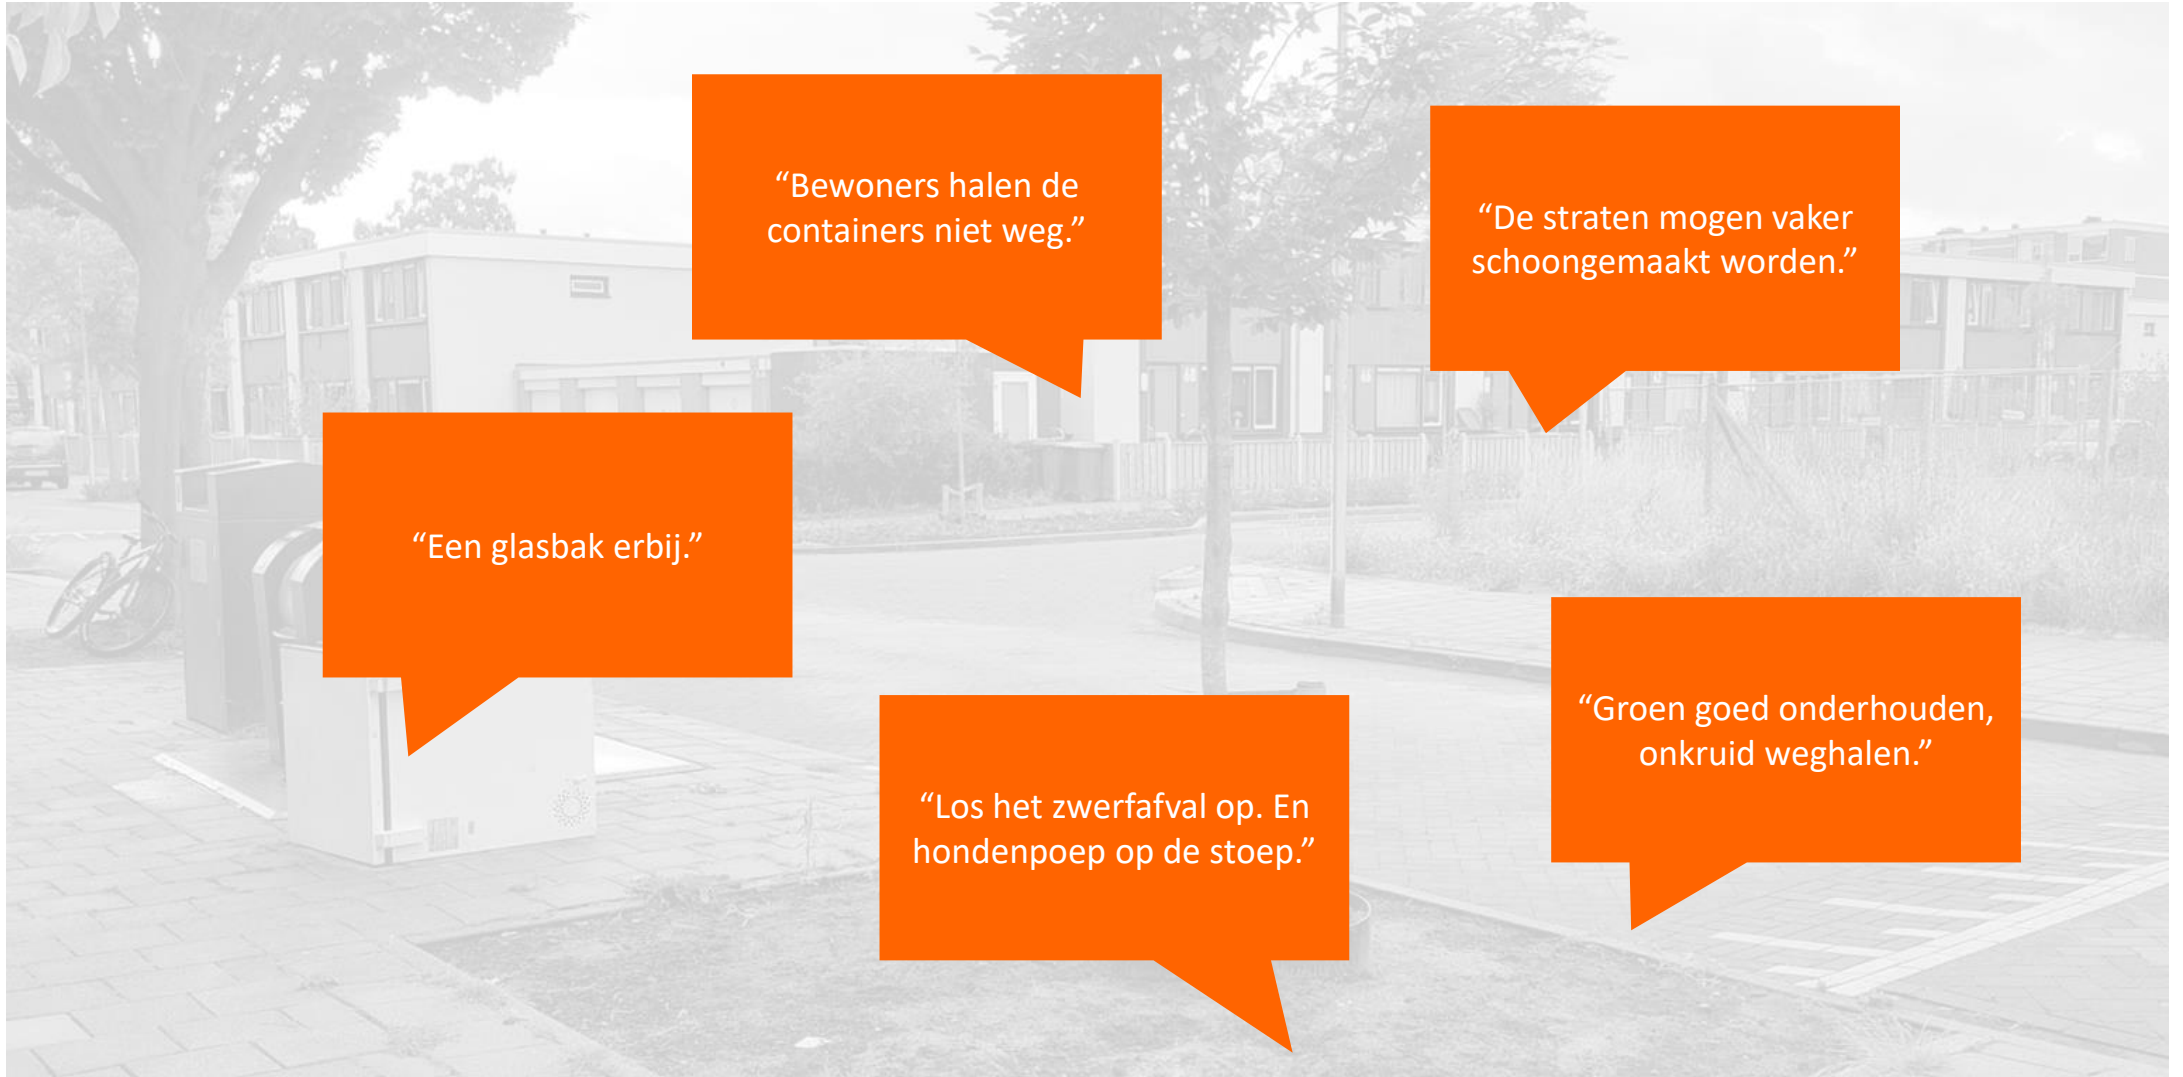 “Bewoners halen de
containers niet weg.”
“De straten mogen vaker
schoongemaakt worden.”
“Een glasbak erbij.”
“Groen goed onderhouden,
onkruid weghalen.”
“Los het zwerfafval op. En
hondenpoep op de stoep.”